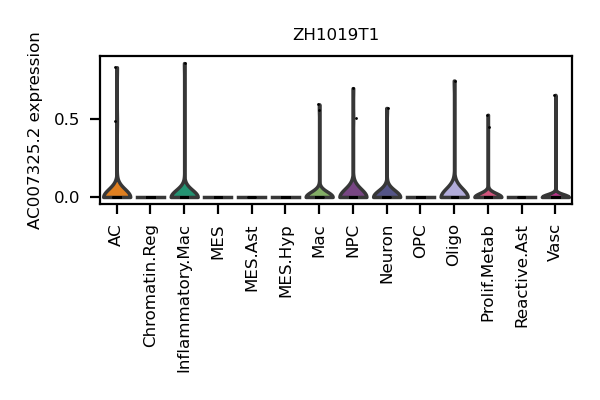 ZH1019T1
AC007325.2 expression
0.5
0.0
AC
Chromatin.Reg
Inflammatory.Mac
MES
MES.Ast
MES.Hyp
Mac
NPC
Neuron
OPC
Oligo
Prolif.Metab
Reactive.Ast
Vasc